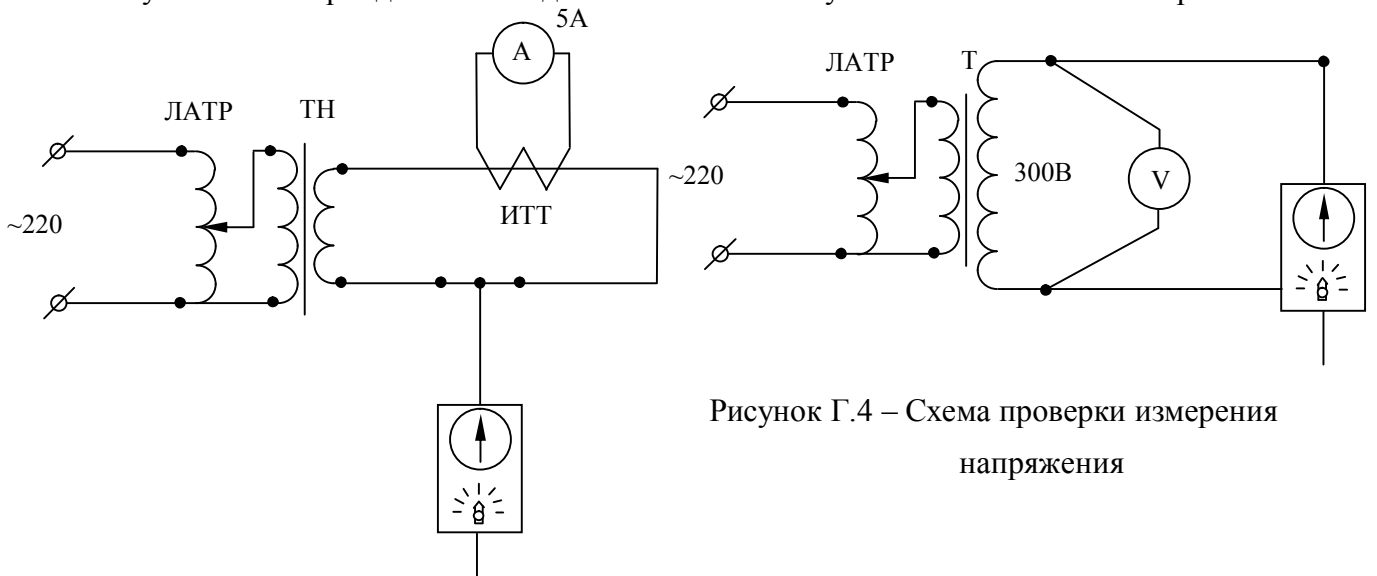 5А
А
ЛАТР
ТН
~220
ИТТ
ЛАТР
Т
~220
300В
V
Рисунок Г.4 – Схема проверки измерения
напряжения